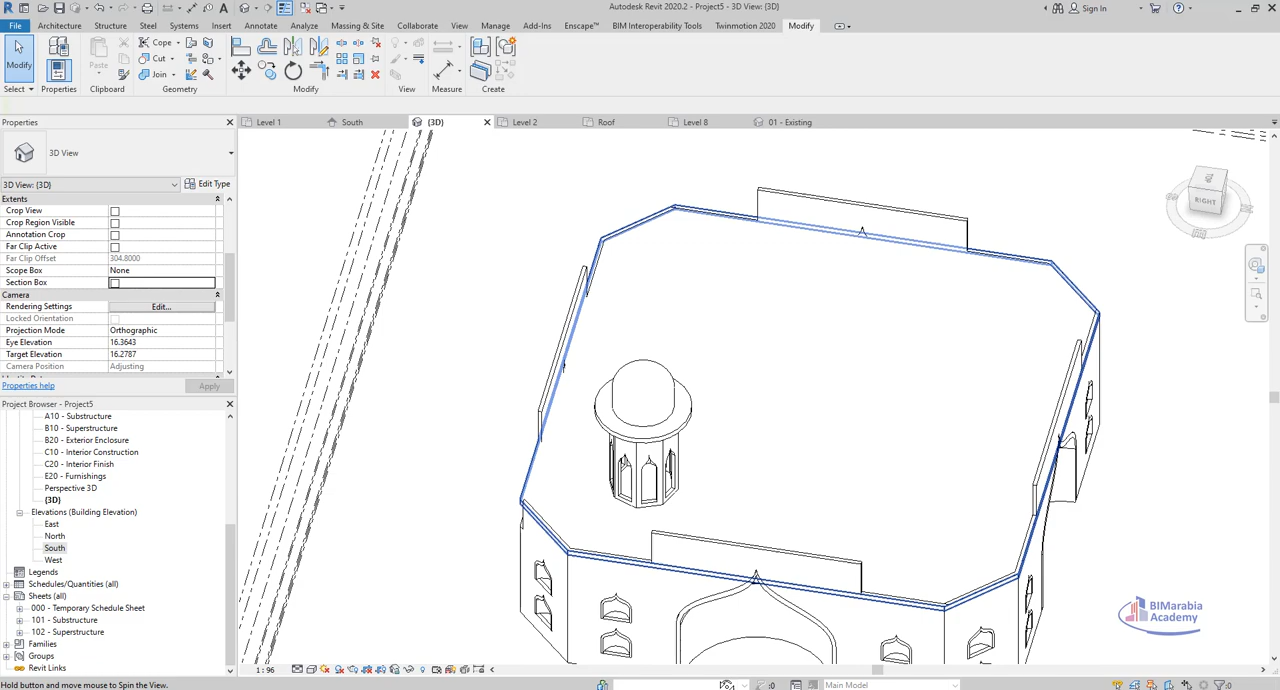 Autodesk Revit 2020.2 - Project5 - 3D View: {3D}
Sign In
File Architecture Structure Steel Systems Insert Annotate Analyze Massing & Site Collaborate View Manage Add-Ins Enscape™ BIM Interoperability Tools Twinmotion 2020 Modify
Modify
Paste
Cope
Cut
Join
Select Properties Clipboard Geometry Modify View Measure Create
Properties
Level 1 South {3D} Level 2 Roof Level 8 01 - Existing
3D View
3D View: {3D} Edit Type
Extents
Crop View
Crop Region Visible
Annotation Crop
Far Clip Active
Far Clip Offset 304.8000
Scope Box None
Section Box
Camera
Rendering Settings Edit...
Locked Orientation
Projection Mode Orthographic
Eye Elevation 16.3643
Target Elevation 16.2787
Camera Position Adjusting
Properties help Apply
Project Browser - Project5
A10 - Substructure
B10 - Superstructure
B20 - Exterior Enclosure
C10 - Interior Construction
C20 - Interior Finish
E20 - Furnishings
Perspective 3D
{3D}
Elevations (Building Elevation)
East
North
South
West
Legends
Schedules/Quantities (all)
Sheets (all)
000 - Temporary Schedule Sheet
101 - Substructure
102 - Superstructure
Families
Groups
Revit Links
RIGHT
BIMarabia
Academy
1 : 96
Hold button and move mouse to Spin the View.
:0 Main Model :0